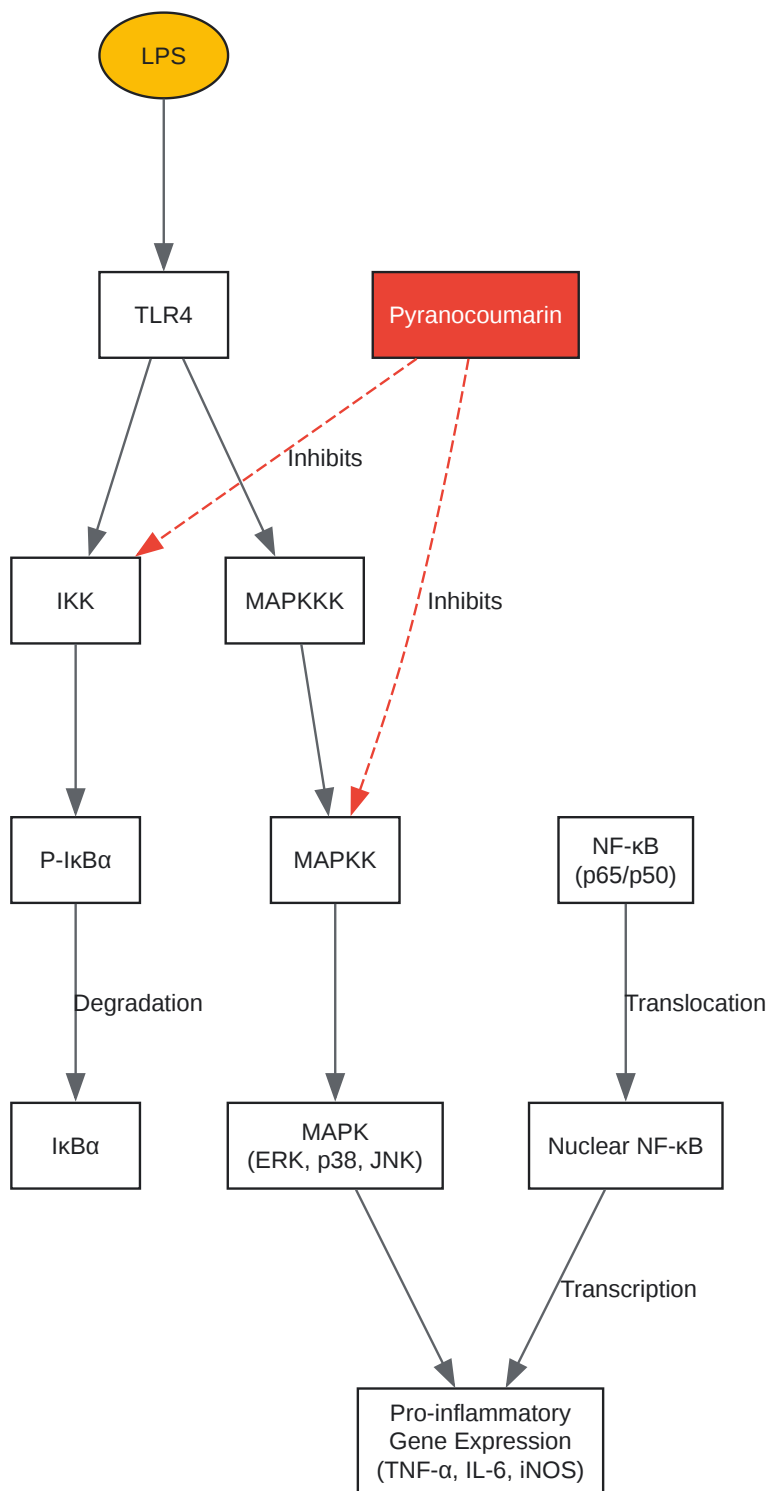 LPS
TLR4
Pyranocoumarin
Inhibits
IKK
MAPKKK
Inhibits
P-IκBα
MAPKK
NF-κB
(p65/p50)
Degradation
Translocation
IκBα
MAPK
(ERK, p38, JNK)
Nuclear NF-κB
Transcription
Pro-inflammatory
Gene Expression
(TNF-α, IL-6, iNOS)